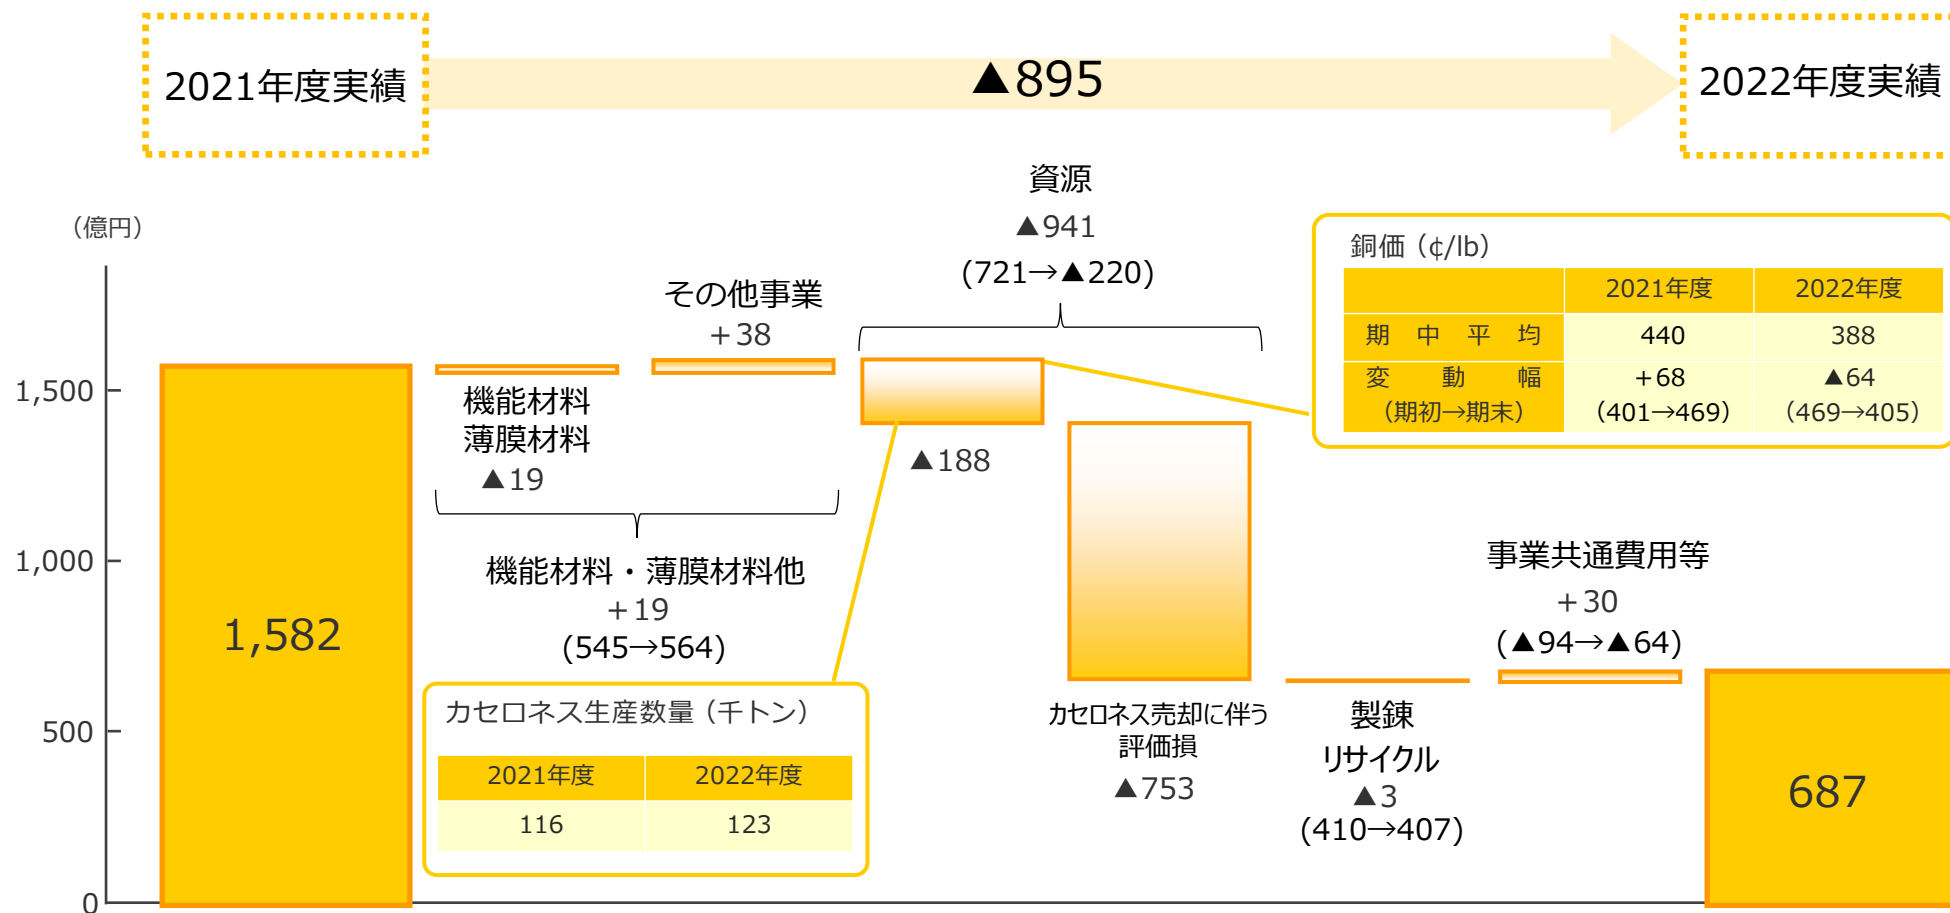 2021年度実績
▲895
2022年度実績
（億円）
1,500
1,000
500
0
1,582
機能材料
薄膜材料
▲19
その他事業
＋38
機能材料・薄膜材料他
＋19
(545→564)
資源
▲941
(721→▲220)
▲188
カセロネス売却に伴う
評価損
▲753
製錬
リサイクル
▲3
(410→407)
事業共通費用等
＋30
(▲94→▲64)
687
銅価（¢/lb）
2021年度 2022年度
期中平均 440 388
変動幅 +68 ▲64
（期初→期末） (401→469) (469→405)
カセロネス生産数量（千トン）
2021年度 2022年度
116 123